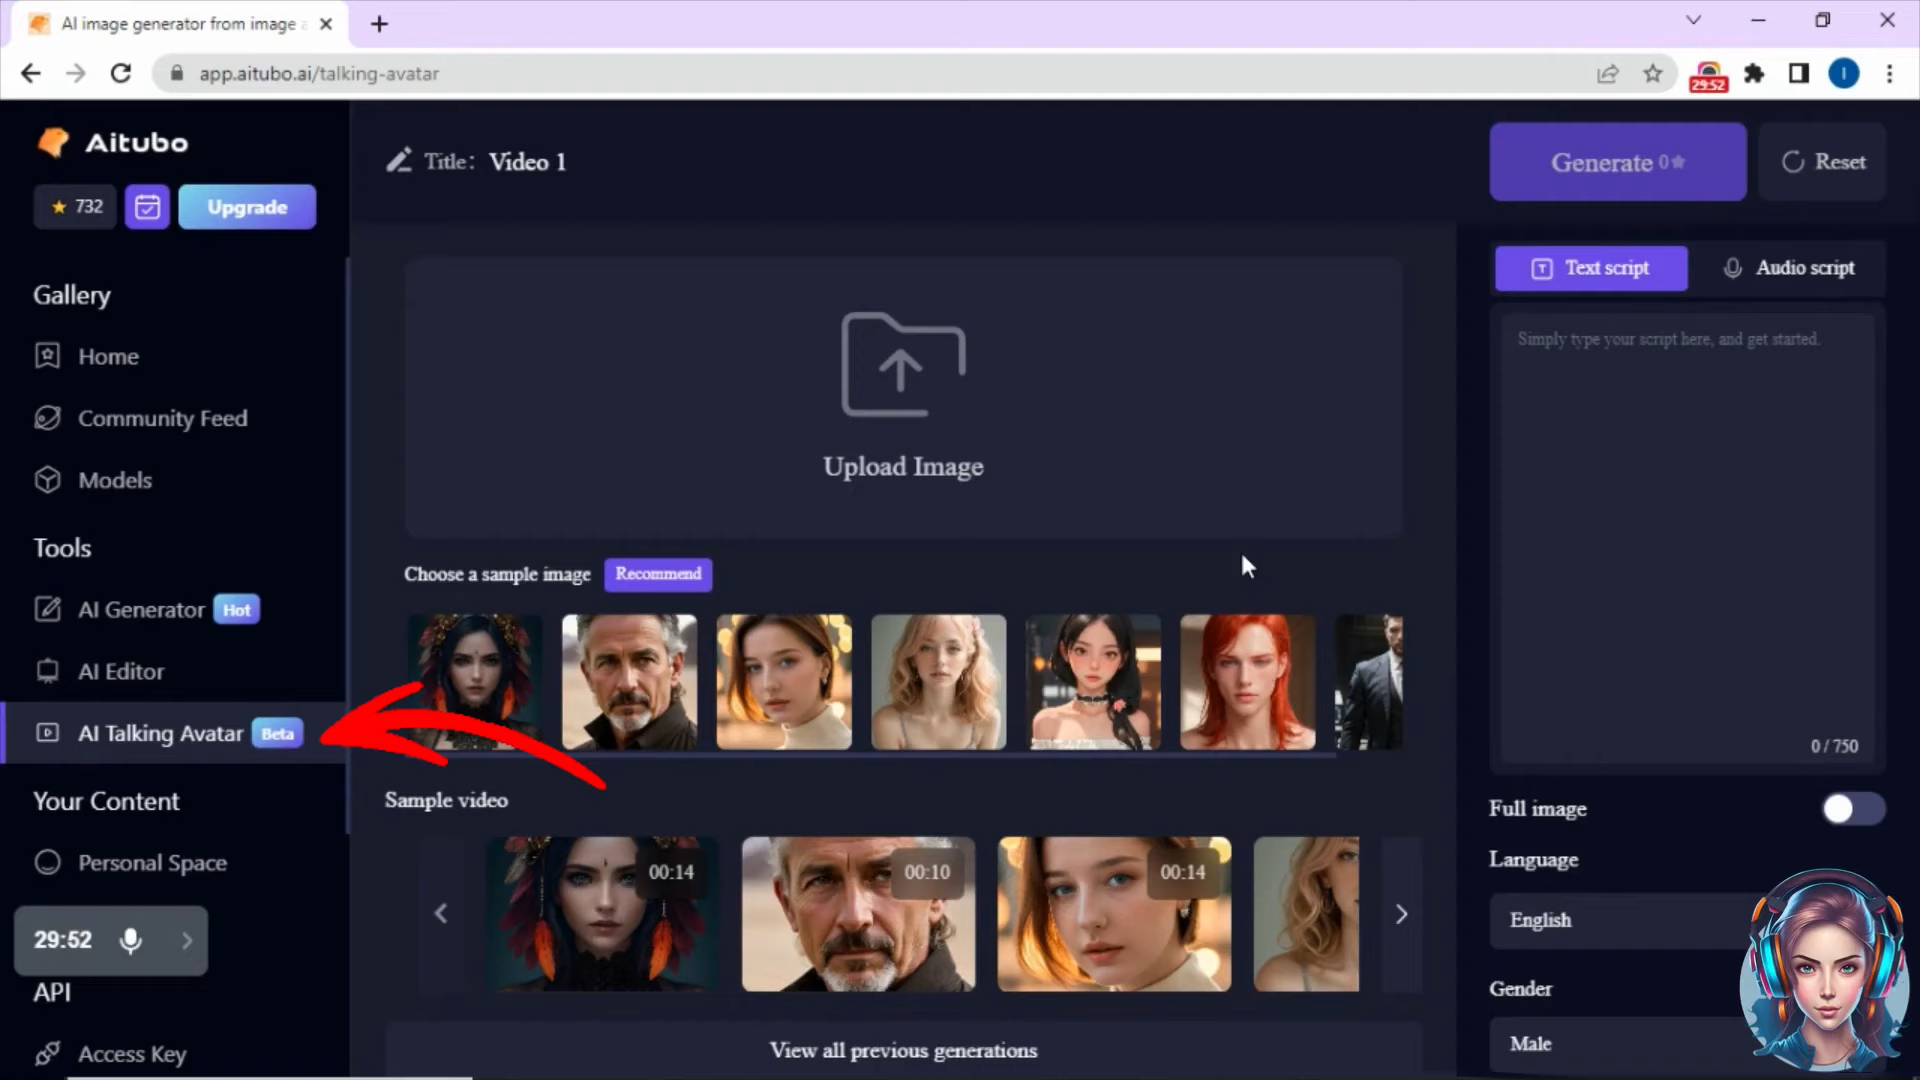 AI image generator from image
app.aitubo.ai/talking-avatar
29:52
I
Aitubo
732
Upgrade
Gallery
Home
Community Feed
Models
Tools
AI Generator Hot
AI Editor
AI Talking Avatar Beta
Your Content
Personal Space
29:52
API
Access Key
Title: Video 1
Upload Image
Choose a sample image Recommend
Sample video
00:14
00:10
00:14
View all previous generations
Generate 0
Reset
T Text script
Audio script
Simply type your script here, and get started.
0 / 750
Full image
Language
English
Gender
Male